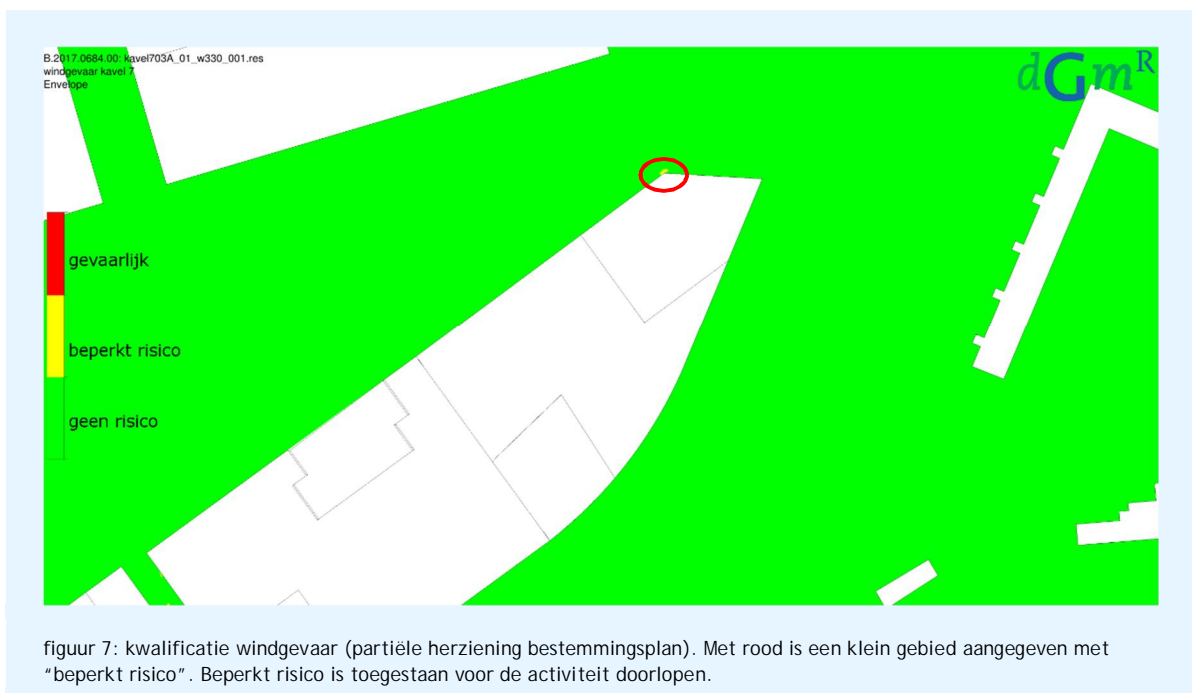 B.2017.0684.00: kavel703A_01_w330_001.res
windgevaar kavel 7
Envelope
dGmR
gevaarlijk
beperkt risico
geen risico
figuur 7: kwalificatie windgevaar (partiële herziening bestemmingsplan). Met rood is een klein gebied aangegeven met
“beperkt risico”. Beperkt risico is toegestaan voor de activiteit doorlopen.